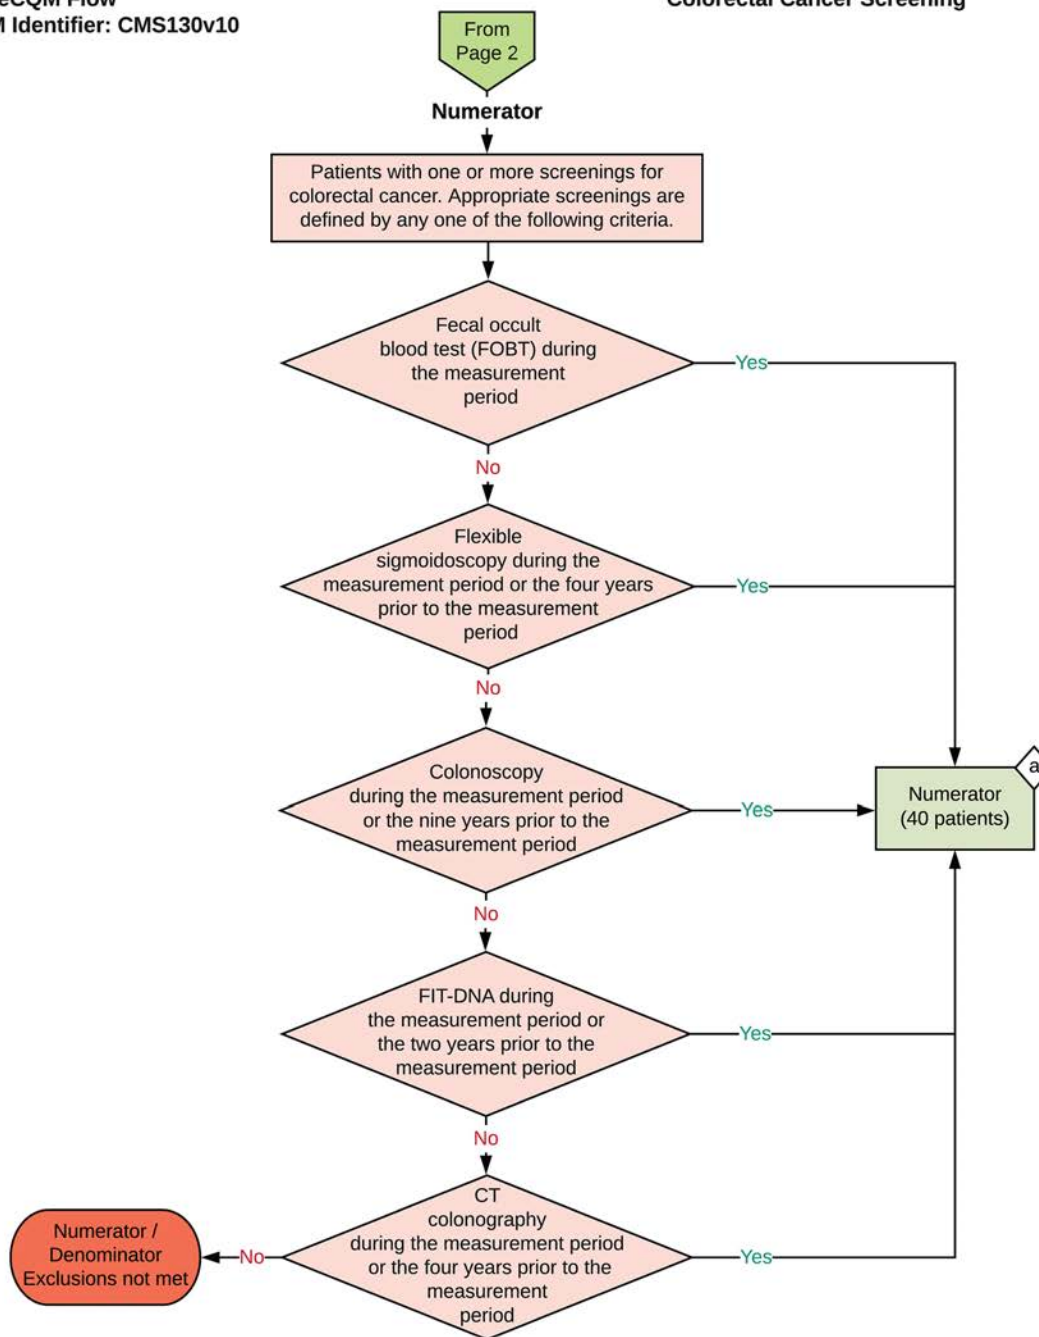 eCQM Flow
Colorectal Cancer Screening
M Identifier: CMS130v10
From
Page 2
Numerator
Patients with one or more screenings for
colorectal cancer. Appropriate screenings are
defined by any one of the following criteria.
Fecal occult
blood test (FOBT) during
the measurement
period
Yes
No
Flexible
sigmoidoscopy during the
measurement period or the four years
prior to the measurement
period
Yes
No
Colonoscopy
during the measurement period
or the nine years prior to the
measurement period
Yes
a
Numerator
(40 patients)
No
FIT-DNA during
the measurement period or
the two years prior to the
measurement period
Yes
No
CT
colonography
during the measurement period
or the four years prior to the
measurement
period
Yes
No
Numerator /
Denominator
Exclusions not met